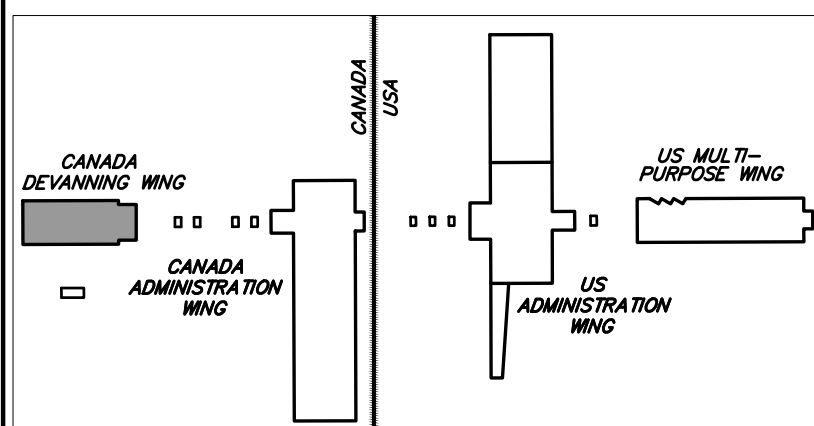 CANADA
USA
CANADA
DEVANNING WING
US MULTI-
PURPOSE WING
CANADA
ADMINISTRATION
WING
US
ADMINISTRATION
WING